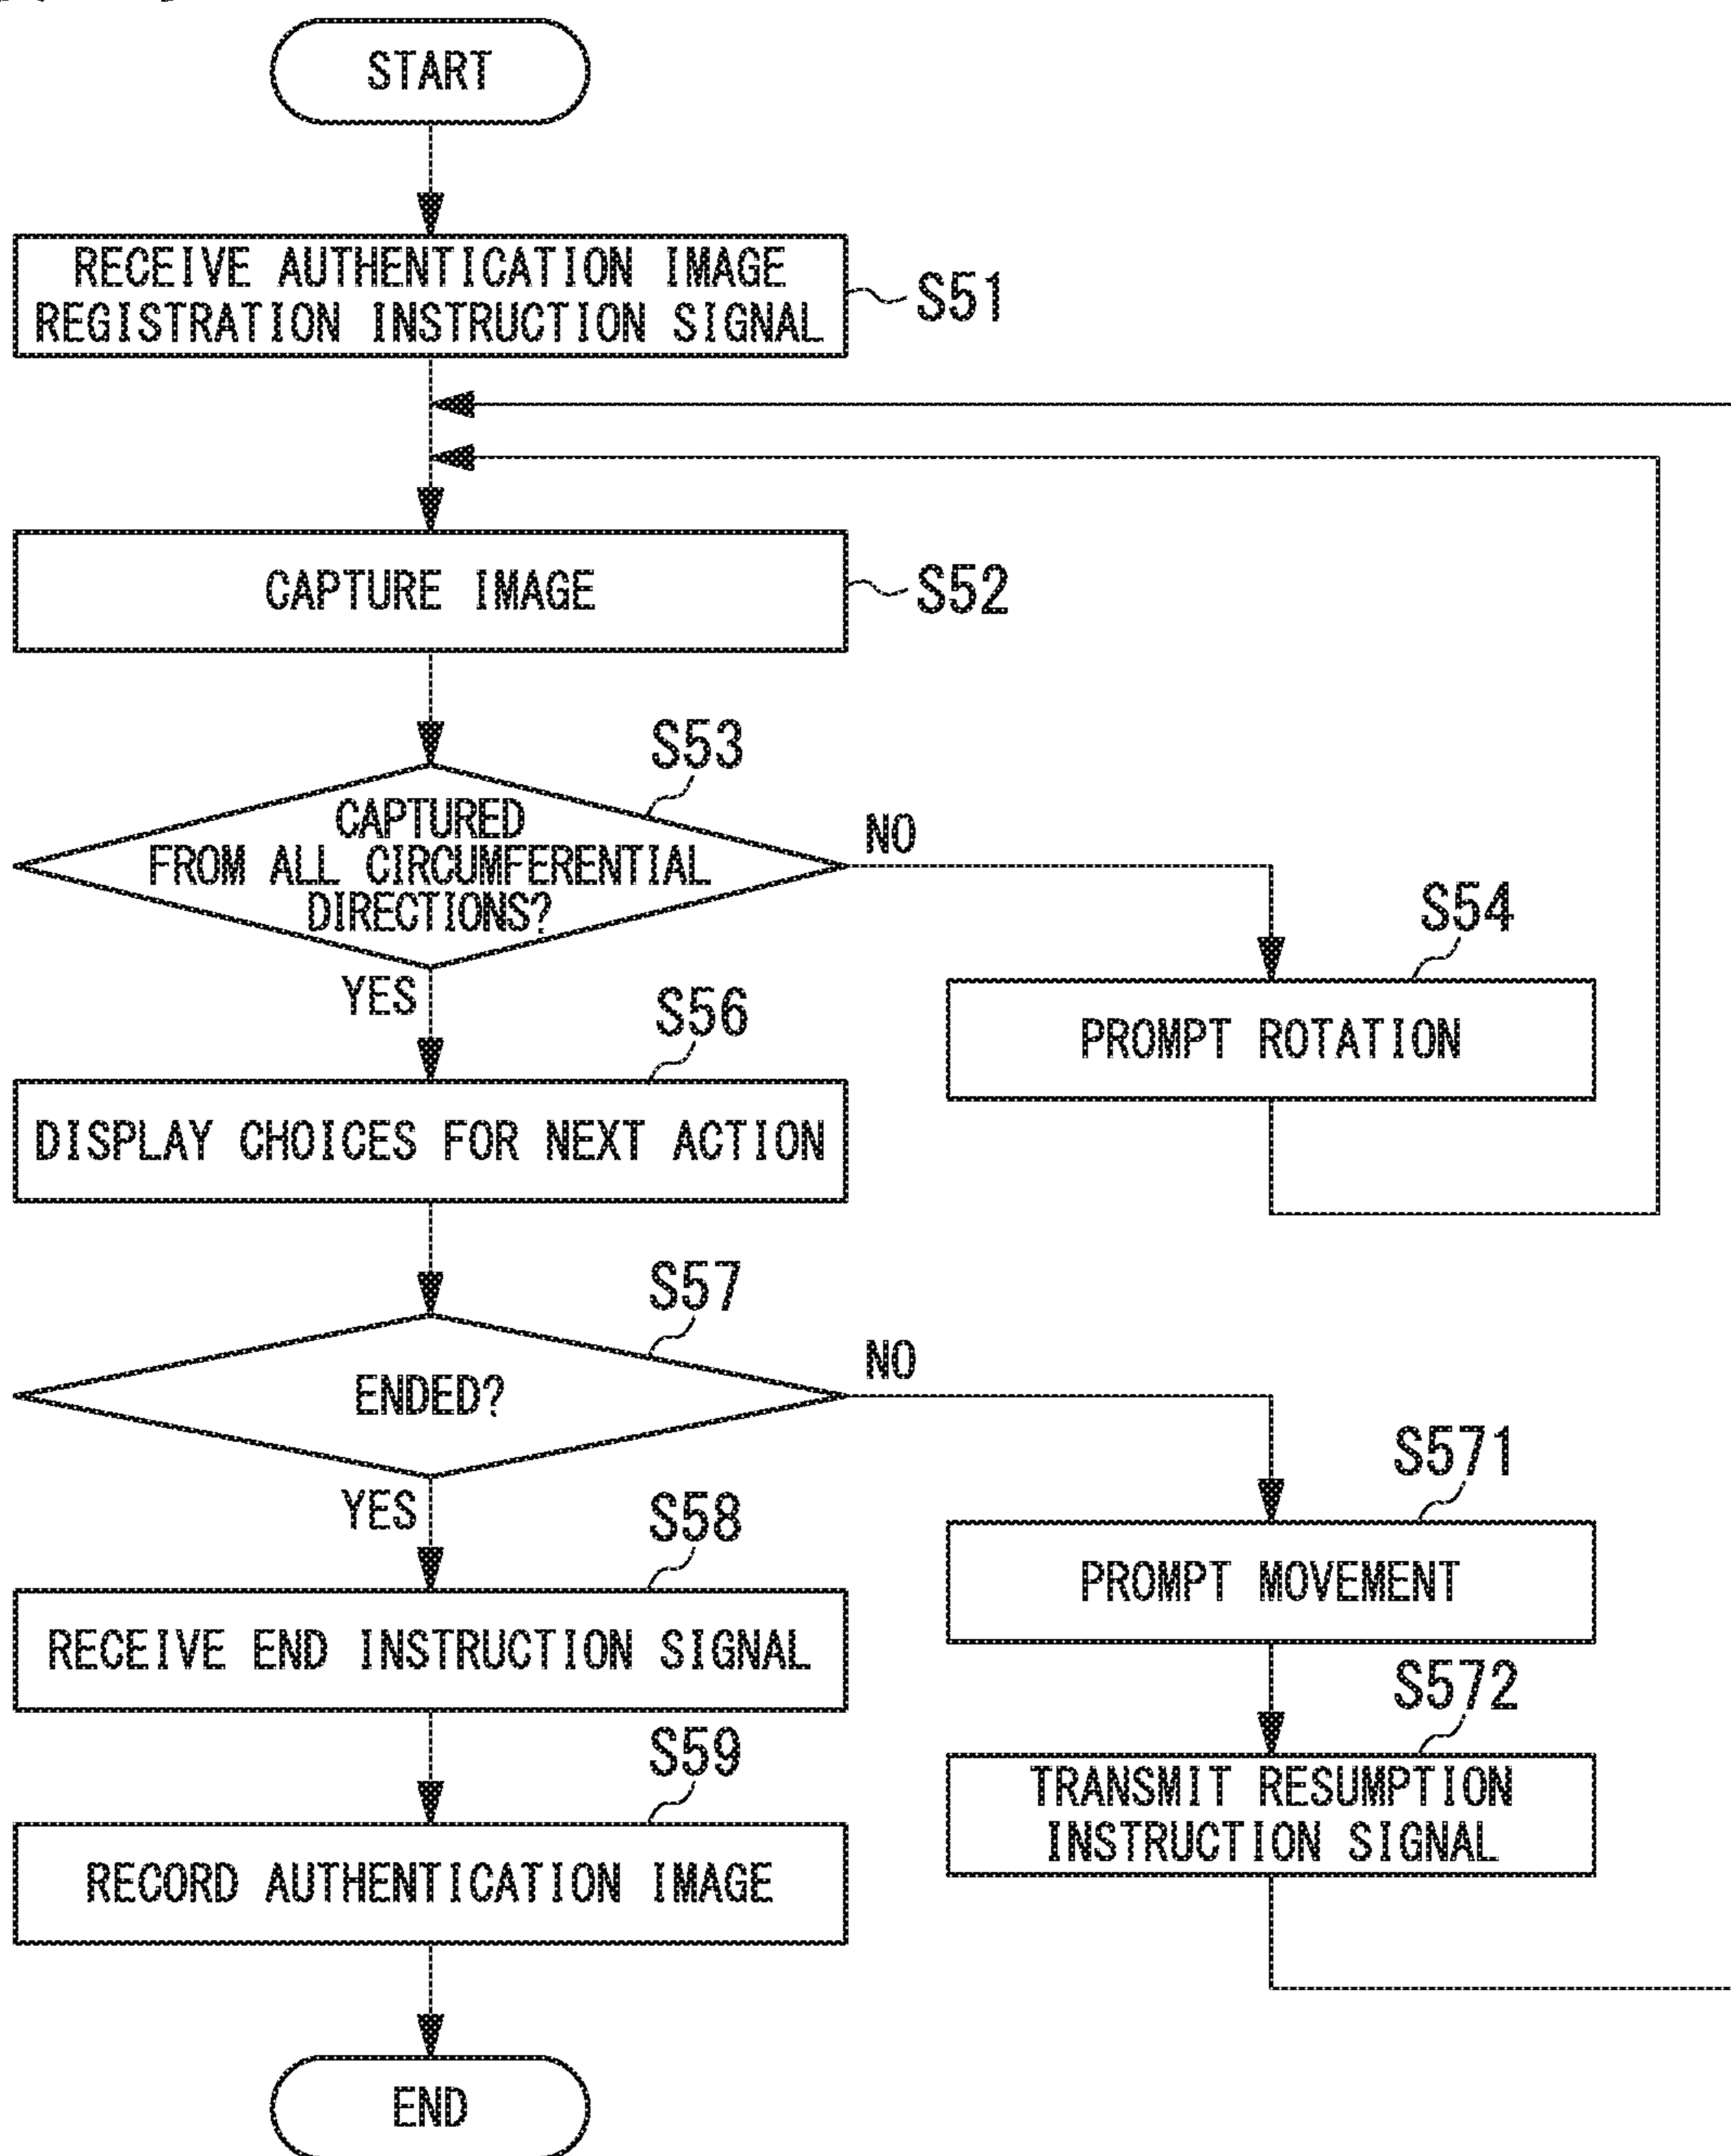 START
RECEIVE AUTHENTICATION IMAGE
REGISTRATION INSTRUCTION SIGNAL
S51
CAPTURE IMAGE
S52
S53
CAPTURED
FROM ALL CIRCUMFERENTIAL
DIRECTIONS?
NO
YES
S54
PROMPT ROTATION
S56
DISPLAY CHOICES FOR NEXT ACTION
S57
ENDED?
NO
YES
S571
PROMPT MOVEMENT
S58
RECEIVE END INSTRUCTION SIGNAL
S572
TRANSMIT RESUMPTION
INSTRUCTION SIGNAL
S59
RECORD AUTHENTICATION IMAGE
END